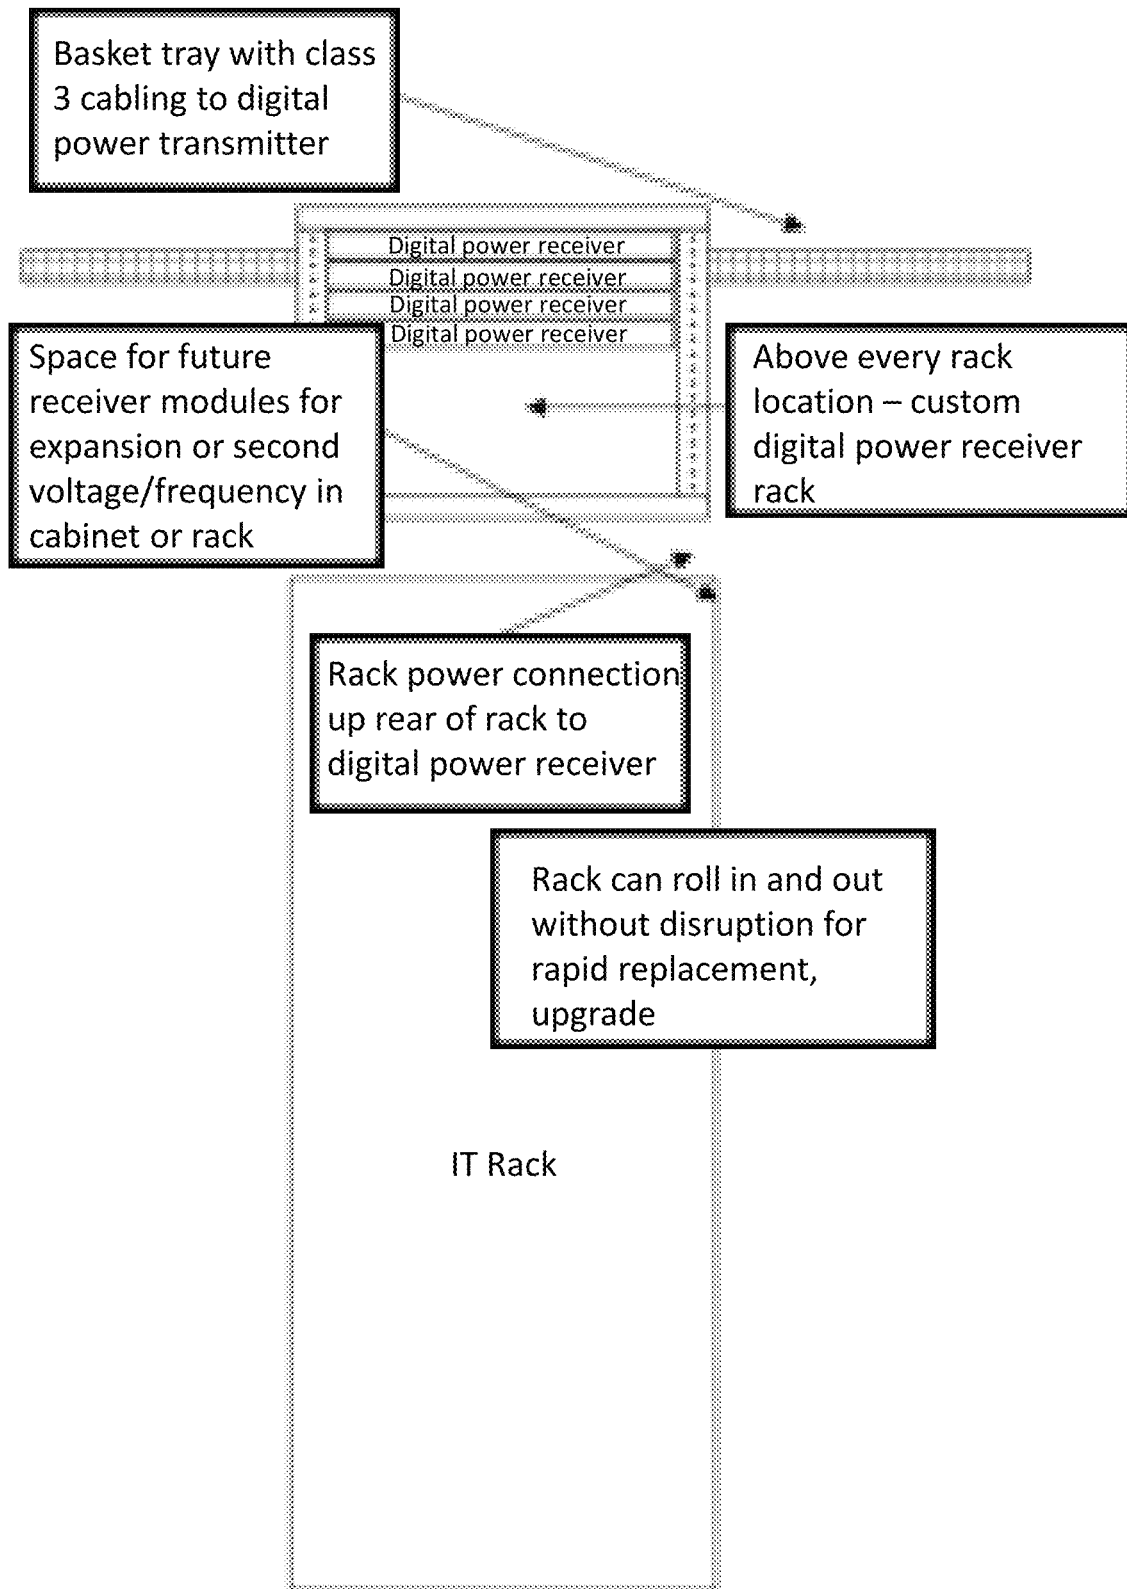 Basket tray with class
3 cabling to digital
power transmitter
Digital power receiver
Digital power receiver
Digital power receiver
Digital power receiver
Space for future
receiver modules for
expansion or second
voltage/frequency in
cabinet or rack
Above every rack
location – custom
digital power receiver
rack
Rack power connection
up rear of rack to
digital power receiver
Rack can roll in and out
without disruption for
rapid replacement,
upgrade
IT Rack